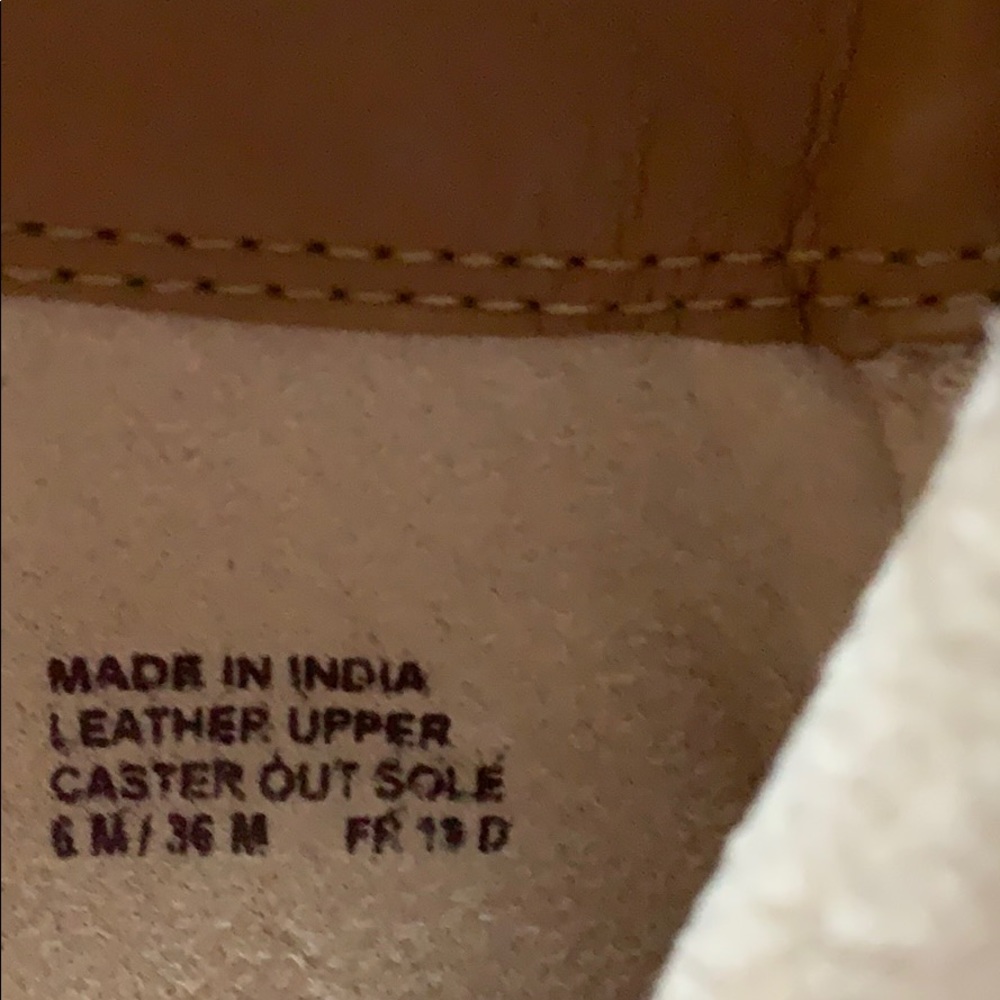 MADE IN INDIA
LEATHER UPPER
CASTER OUT SOLE
6 M / 36 M FR 19 D